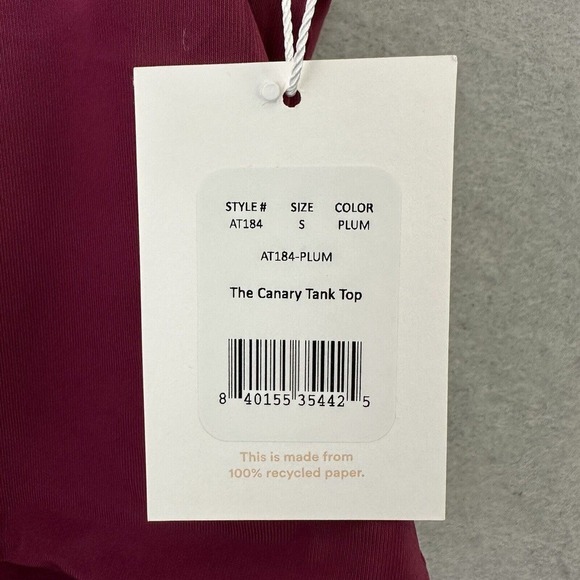 STYLE # SIZE COLOR
AT184 S PLUM
AT184-PLUM
The Canary Tank Top
8 40155 35442 5
This is made from
100% recycled paper.